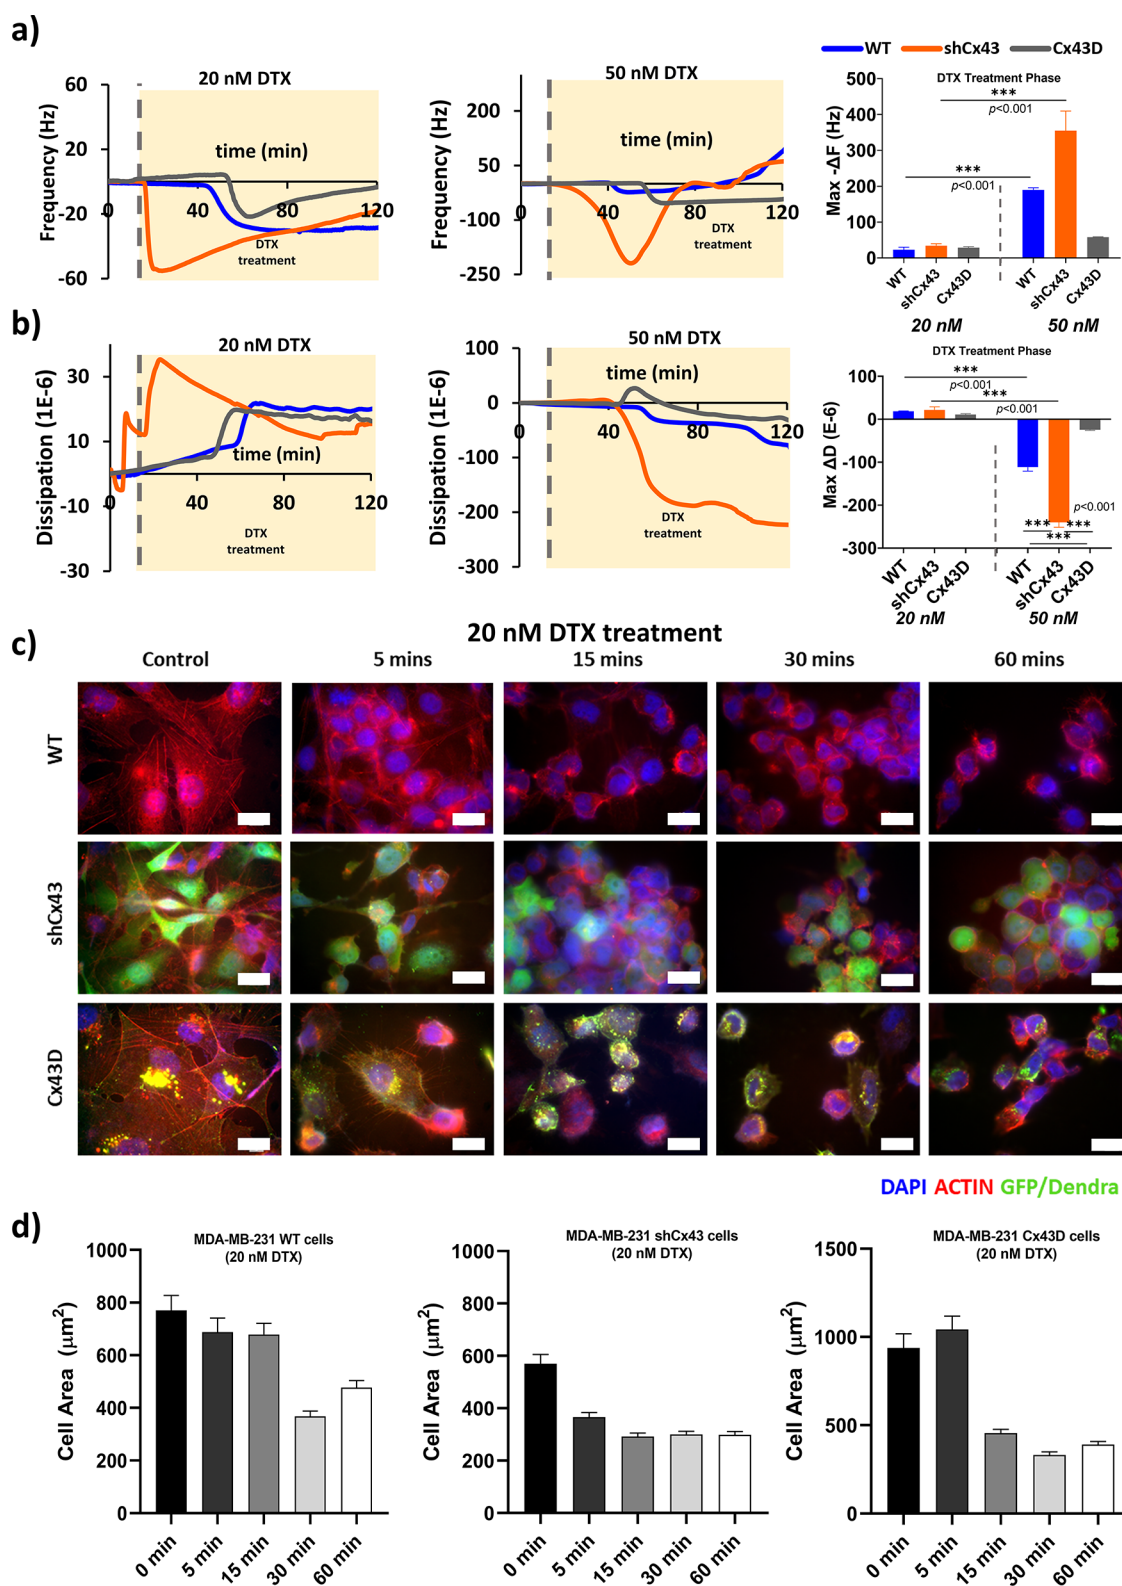 a)
WT shCx43 Cx43D
20 nM DTX
Frequency (Hz)
60
20
-20
-60
0 40 80 120
time (min)
DTX
treatment
50 nM DTX
Frequency (Hz)
200
50
-100
-250
0 40 80 120
time (min)
DTX
treatment
DTX Treatment Phase
Max -ΔF (Hz)
500
400
300
200
100
0
***
p<0.001
***
p<0.001
WT shCx43 Cx43D WT shCx43 Cx43D
20 nM 50 nM
b)
20 nM DTX
Dissipation (1E-6)
30
10
-10
-30
0 40 80 120
time (min)
DTX
treatment
50 nM DTX
Dissipation (1E-6)
100
0
-100
-200
-300
0 40 80 120
time (min)
DTX
treatment
DTX Treatment Phase
Max ΔD (E-6)
100
0
-100
-200
-300
***
p<0.001
***
p<0.001
p<0.001
*** ***
***
WT shCx43 Cx43D WT shCx43 Cx43D
20 nM 50 nM
c)
20 nM DTX treatment
Control 5 mins 15 mins 30 mins 60 mins
WT
shCx43
Cx43D
DAPI ACTIN GFP/Dendra
d)
MDA-MB-231 WT cells
(20 nM DTX)
Cell Area (μm²)
1000
800
600
400
200
0
0 min 5 min 15 min 30 min 60 min
MDA-MB-231 shCx43 cells
(20 nM DTX)
Cell Area (μm²)
1000
800
600
400
200
0
0 min 5 min 15 min 30 min 60 min
MDA-MB-231 Cx43D cells
(20 nM DTX)
Cell Area (μm²)
1500
1000
500
0
0 min 5 min 15 min 30 min 60 min